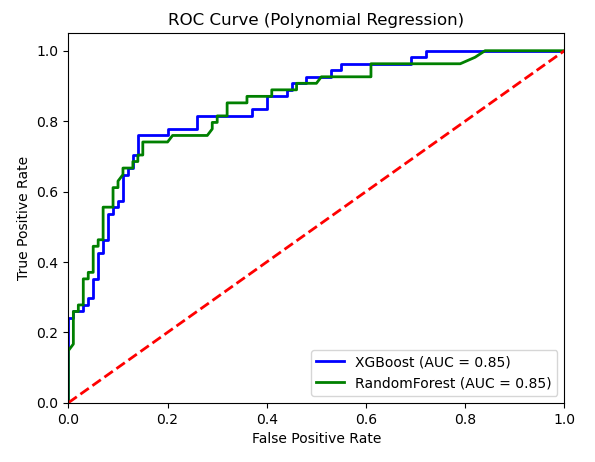 ROC Curve (Polynomial Regression)
True Positive Rate
1.0
0.8
0.6
0.4
0.2
0.0
0.0 0.2 0.4 0.6 0.8 1.0
False Positive Rate
XGBoost (AUC = 0.85)
RandomForest (AUC = 0.85)